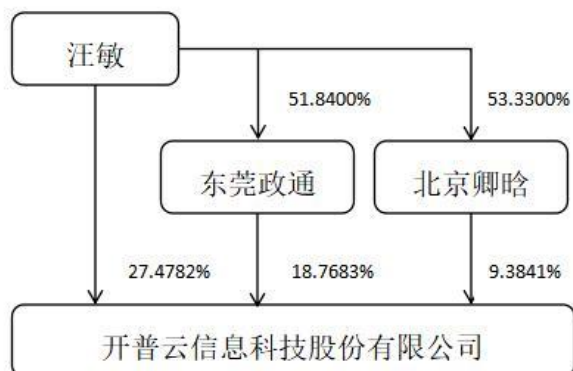 汪敏
51.8400%
53.3300%
东莞政通
北京卿晗
27.4782%
18.7683%
9.3841%
开普云信息科技股份有限公司